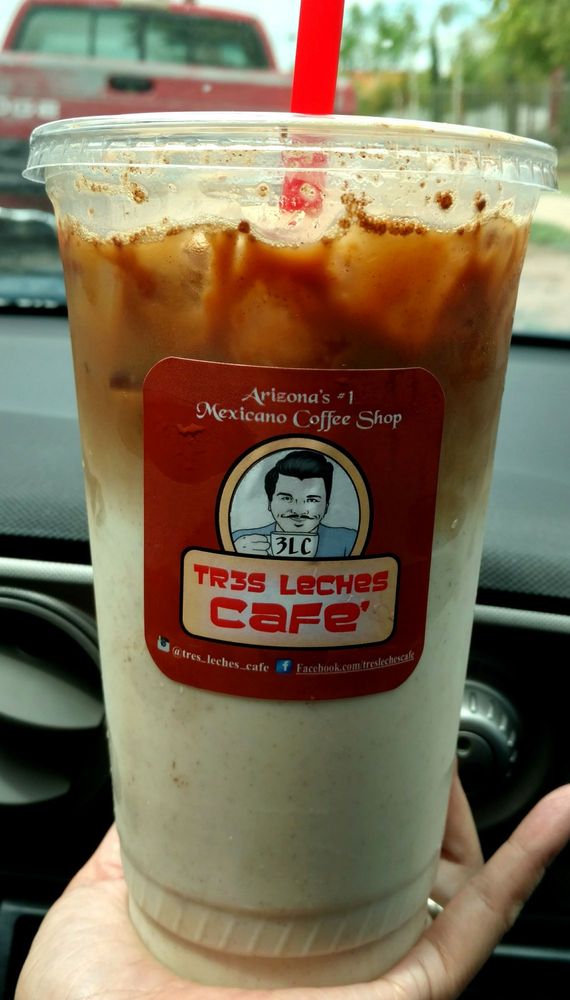 Arizona's #1
Mexicano Coffee Shop
3LC
TR3S LECHES
CaFe'
@tres_leches_cafe Facebook.com/treslechescafe